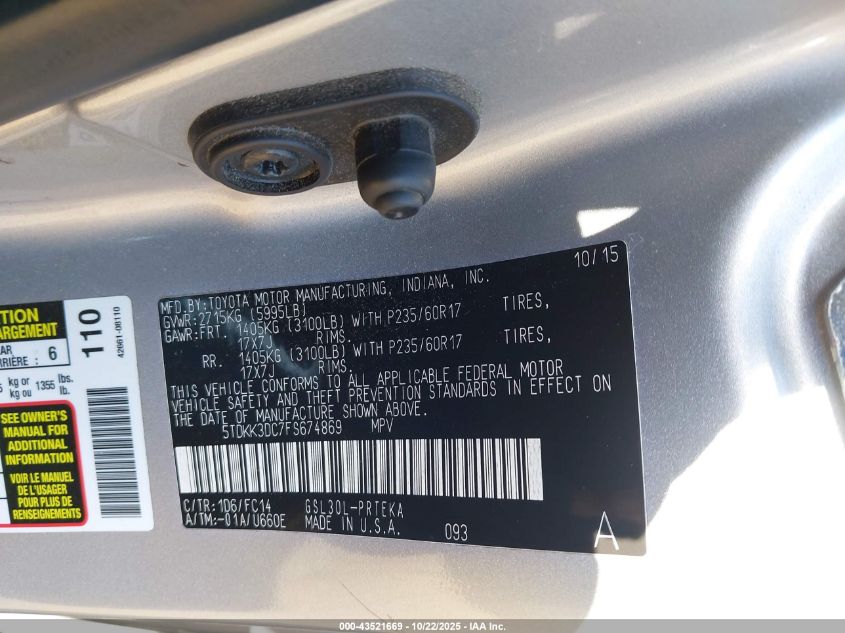 10/15
MFD.BY:TOYOTA MOTOR MANUFACTURING, INDIANA, INC.
GVWR:2715KG (5995LB)
GAWR:FRT. 1405KG (3100LB) WITH P235/60R17 TIRES,
17X7J RIMS.
RR. 1405KG (3100LB) WITH P235/60R17 TIRES,
17X7J RIMS.
THIS VEHICLE CONFORMS TO ALL APPLICABLE FEDERAL MOTOR
VEHICLE SAFETY AND THEFT PREVENTION STANDARDS IN EFFECT ON
THE DATE OF MANUFACTURE SHOWN ABOVE.
5TDKK3DC7FS674869 MPV
C/TR: 1D6/FC14 GSL30L-PRTEKA
A/TM:-01A/U660E MADE IN U.S.A. 093 A
110
42661-08110
6
kg or 1355 lbs.
kg ou lb.
SEE OWNER'S
MANUAL FOR
ADDITIONAL
INFORMATION
VOIR LE MANUEL
DE L'USAGER
POUR PLUS DE
RENSEIGNEMENTS
000-43521669 - 10/22/2025 - IAA Inc.